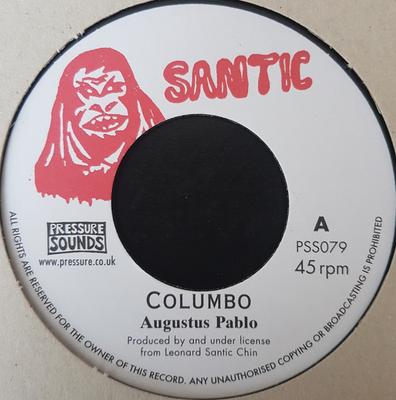 SANTIC
PRESSURE
SOUNDS
www.pressure.co.uk
A
PSS079
45 rpm
COLUMBO
Augustus Pablo
Produced by and under license
from Leonard Santic Chin
ALL RIGHTS ARE RESERVED FOR THE OWNER OF THIS RECORD. ANY UNAUTHORISED COPYING OR BROADCASTING IS PROHIBITED